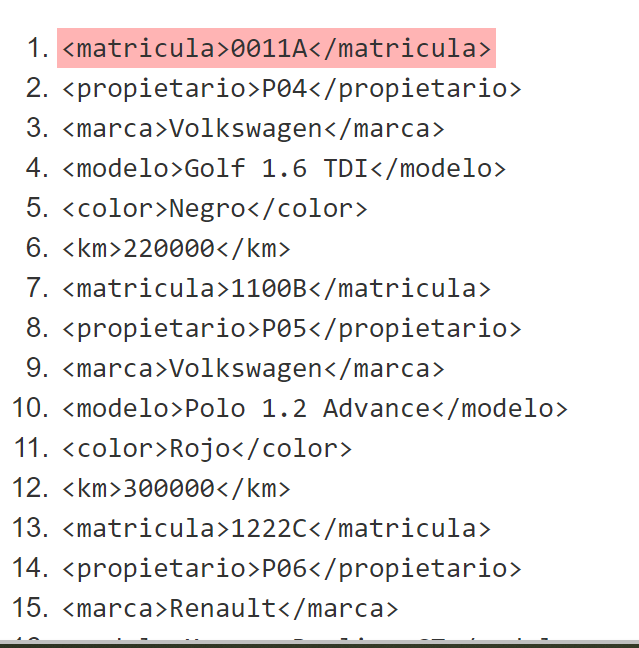 1. <matricula>0011A</matricula>
2. <propietario>P04</propietario>
3. <marca>Volkswagen</marca>
4. <modelo>Golf 1.6 TDI</modelo>
5. <color>Negro</color>
6. <km>220000</km>
7. <matricula>1100B</matricula>
8. <propietario>P05</propietario>
9. <marca>Volkswagen</marca>
10. <modelo>Polo 1.2 Advance</modelo>
11. <color>Rojo</color>
12. <km>300000</km>
13. <matricula>1222C</matricula>
14. <propietario>P06</propietario>
15. <marca>Renault</marca>